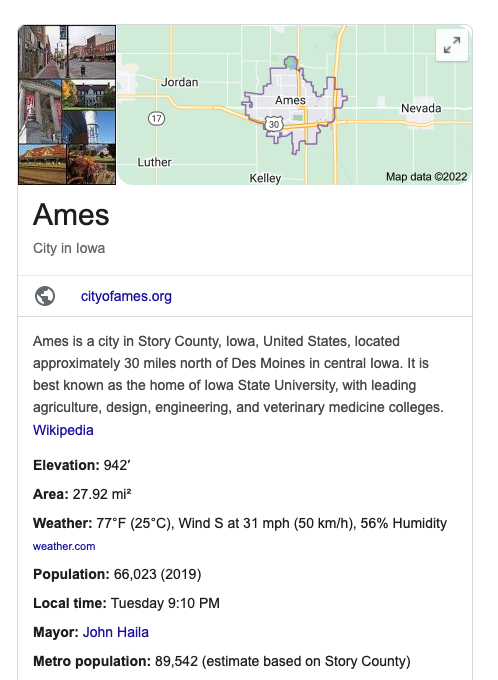 Jordan
Ames
Nevada
17
30
Luther
Kelley
Map data ©2022
Ames
City in Iowa
cityofames.org
Ames is a city in Story County, Iowa, United States, located
approximately 30 miles north of Des Moines in central Iowa. It is
best known as the home of Iowa State University, with leading
agriculture, design, engineering, and veterinary medicine colleges.
Wikipedia
Elevation: 942′
Area: 27.92 mi²
Weather: 77°F (25°C), Wind S at 31 mph (50 km/h), 56% Humidity
weather.com
Population: 66,023 (2019)
Local time: Tuesday 9:10 PM
Mayor: John Haila
Metro population: 89,542 (estimate based on Story County)